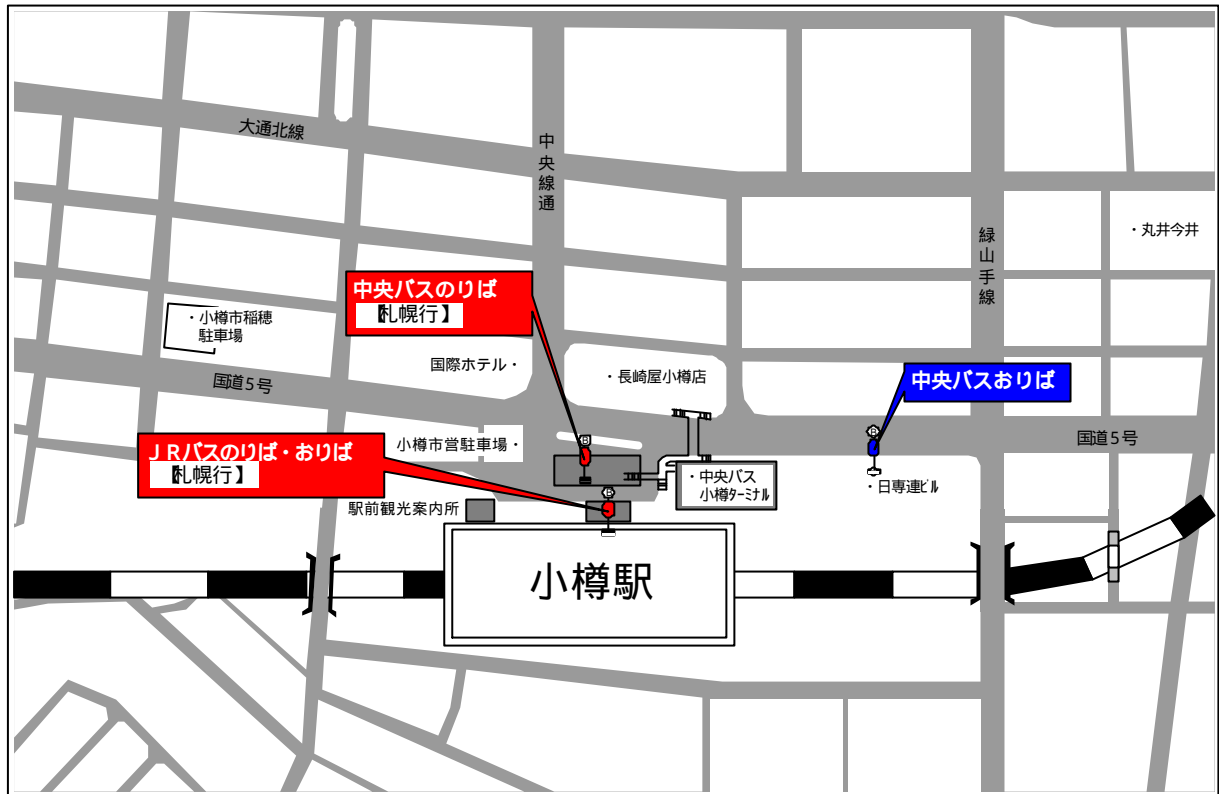 大通北線
中央線通
緑山手線
・丸井今井
中央バスのりば
【札幌行】
・小樽市稲穂
駐車場
国際ホテル・
・長崎屋小樽店
中央バスおりば
国道5号
小樽市営駐車場・
国道5号
JRバスのりば・おりば
【札幌行】
・中央バス
小樽ターミナル
・日専連ビル
駅前観光案内所
B
B
B
小樽駅